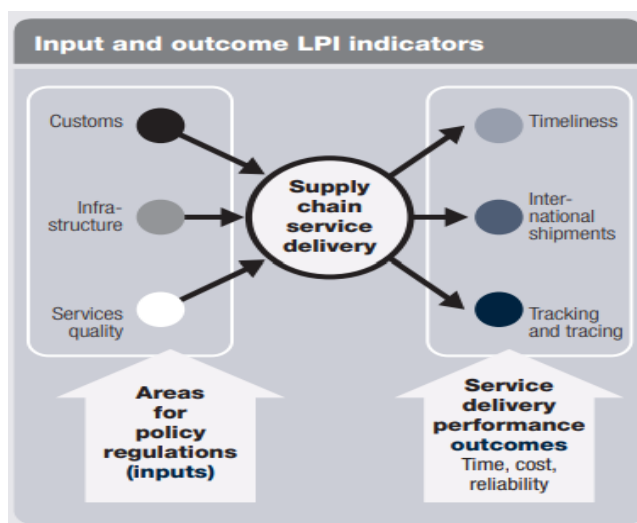 Input and outcome LPI indicators
Customs
Infra-
structure
Services
quality
Supply
chain
service
delivery
Timeliness
Inter-
national
shipments
Tracking
and tracing
Areas
for
policy
regulations
(inputs)
Service
delivery
performance
outcomes
Time, cost,
reliability